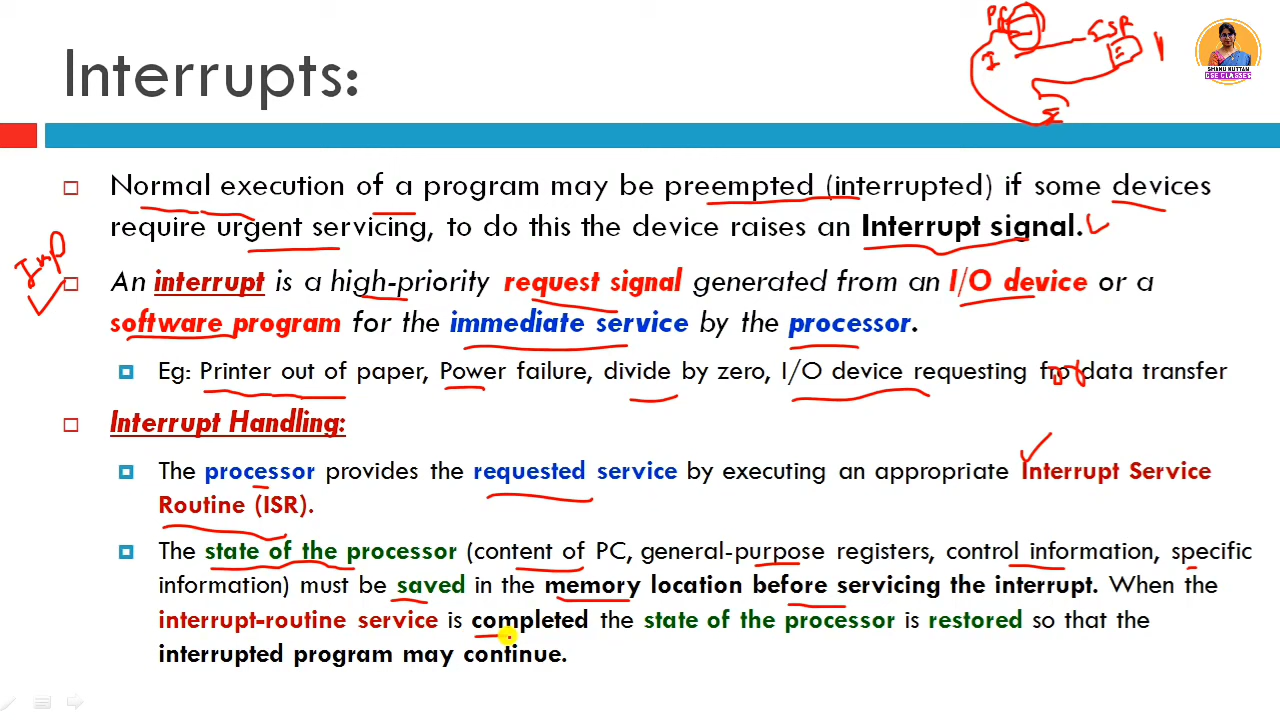 PC
ISR
I
I
SHANU KUTTAN
CSE CLASSES
Interrupts:
Normal execution of a program may be preempted (interrupted) if some devices
require urgent servicing, to do this the device raises an Interrupt signal.
Imp
An interrupt is a high-priority request signal generated from an I/O device or a
software program for the immediate service by the processor.
Eg: Printer out of paper, Power failure, divide by zero, I/O device requesting fro data transfer
Interrupt Handling:
The processor provides the requested service by executing an appropriate Interrupt Service
Routine (ISR).
The state of the processor (content of PC, general-purpose registers, control information, specific
information) must be saved in the memory location before servicing the interrupt. When the
interrupt-routine service is completed the state of the processor is restored so that the
interrupted program may continue.